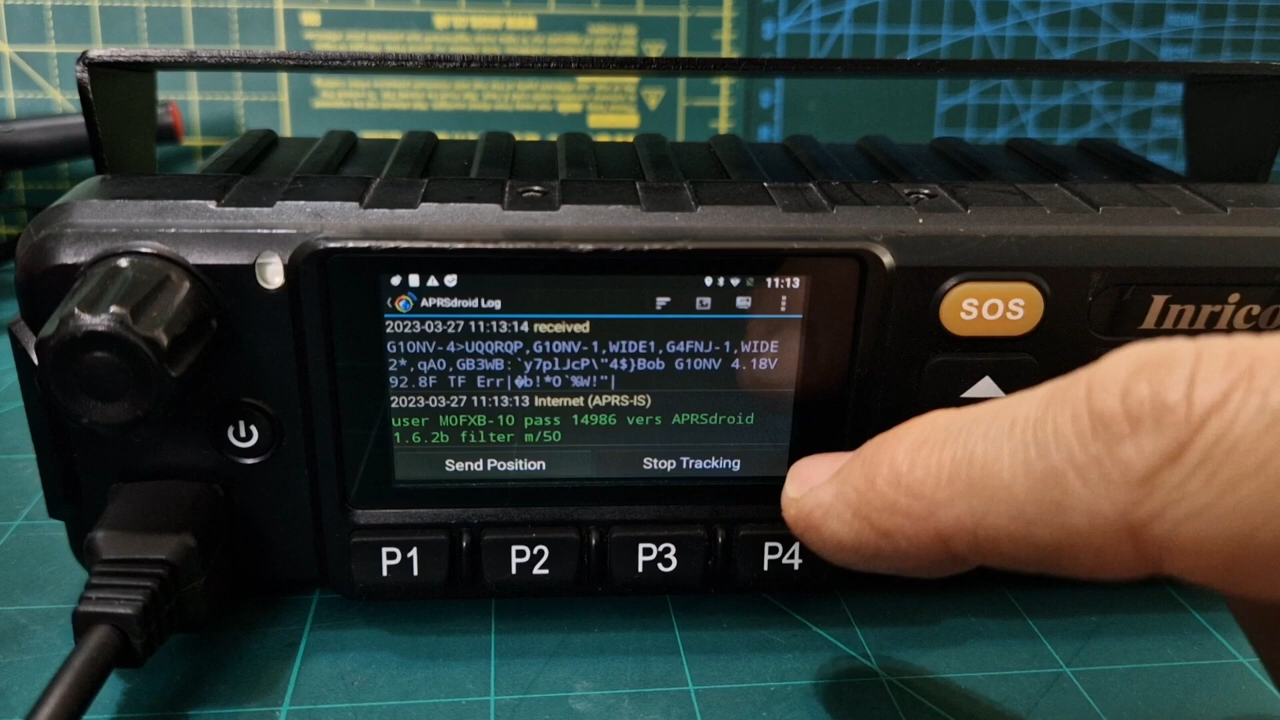 11:13
APRSdroid Log
2023-03-27 11:13:14 received
G1ONV-4>UQQRQP,G1ONV-1,WIDE1,G4FNJ-1,WIDE
2*,qAO,GB3WB:`y7plJcP\"4$}Bob G1ONV 4.18V
92.8F TF Err|�b!*O`%W!"|
2023-03-27 11:13:13 Internet (APRS-IS)
user M0FXB-10 pass 14986 vers APRSdroid
1.6.2b filter m/50
Send Position Stop Tracking
SOS
Inrico
P1 P2 P3 P4